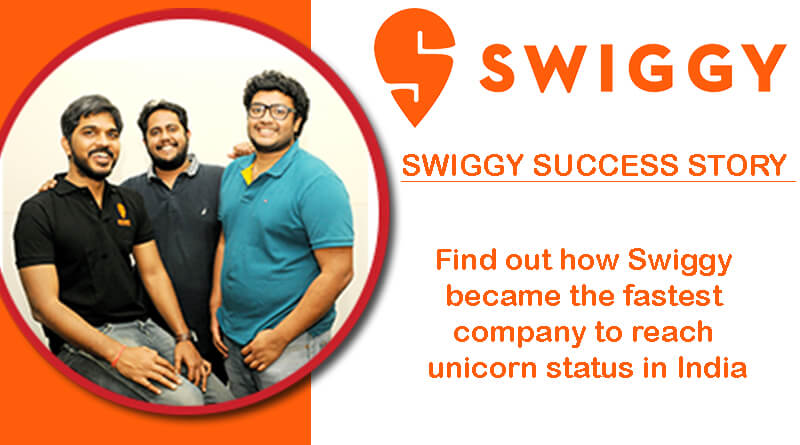 SWIGGY
SWIGGY SUCCESS STORY
Find out how Swiggy
became the fastest
company to reach
unicorn status in India